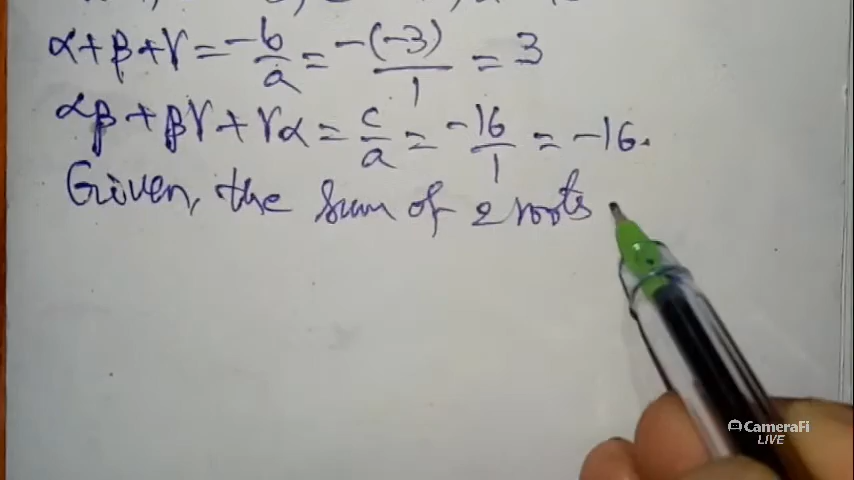 α+β+γ = -b/a = -(-3)/1 = 3
αβ + βγ + γα = c/a = -16/1 = -16.
Given, the sum of 2 roots
CameraFi
LIVE